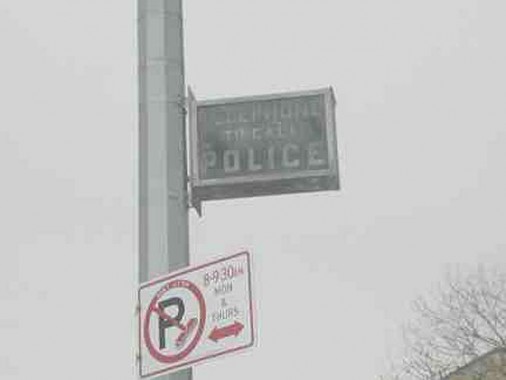 TELEPHONE
TO CALL
POLICE
8-9:30AM
MON
&
THURS
P